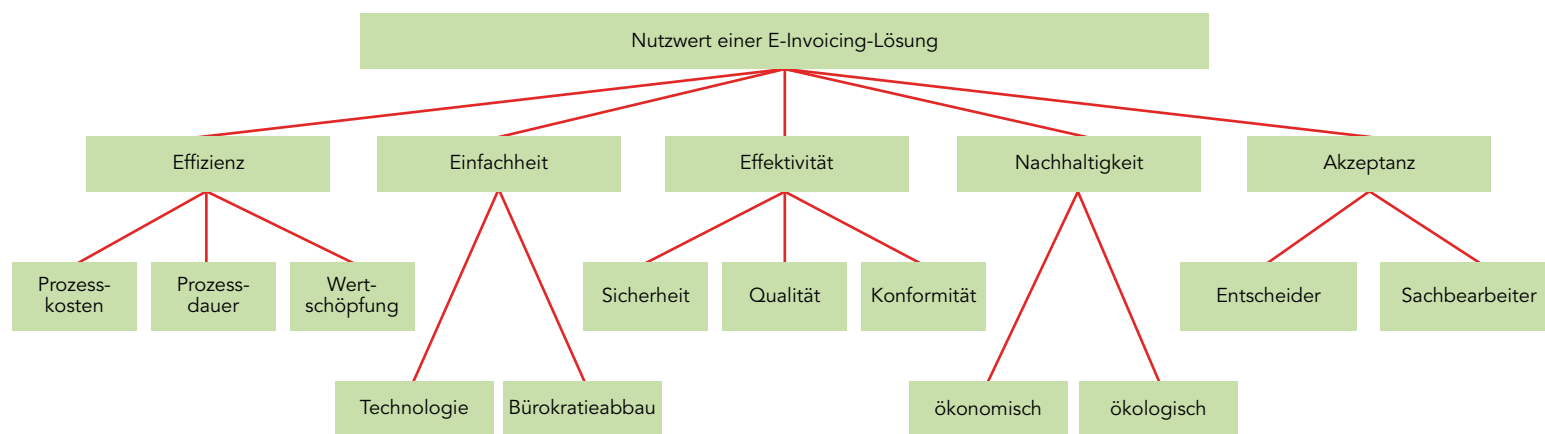 Nutzwert einer E-Invoicing-Lösung
Effizienz
Einfachheit
Effektivität
Nachhaltigkeit
Akzeptanz
Prozess-
kosten
Prozess-
dauer
Wert-
schöpfung
Sicherheit
Qualität
Konformität
Entscheider
Sachbearbeiter
Technologie
Bürokratieabbau
ökonomisch
ökologisch